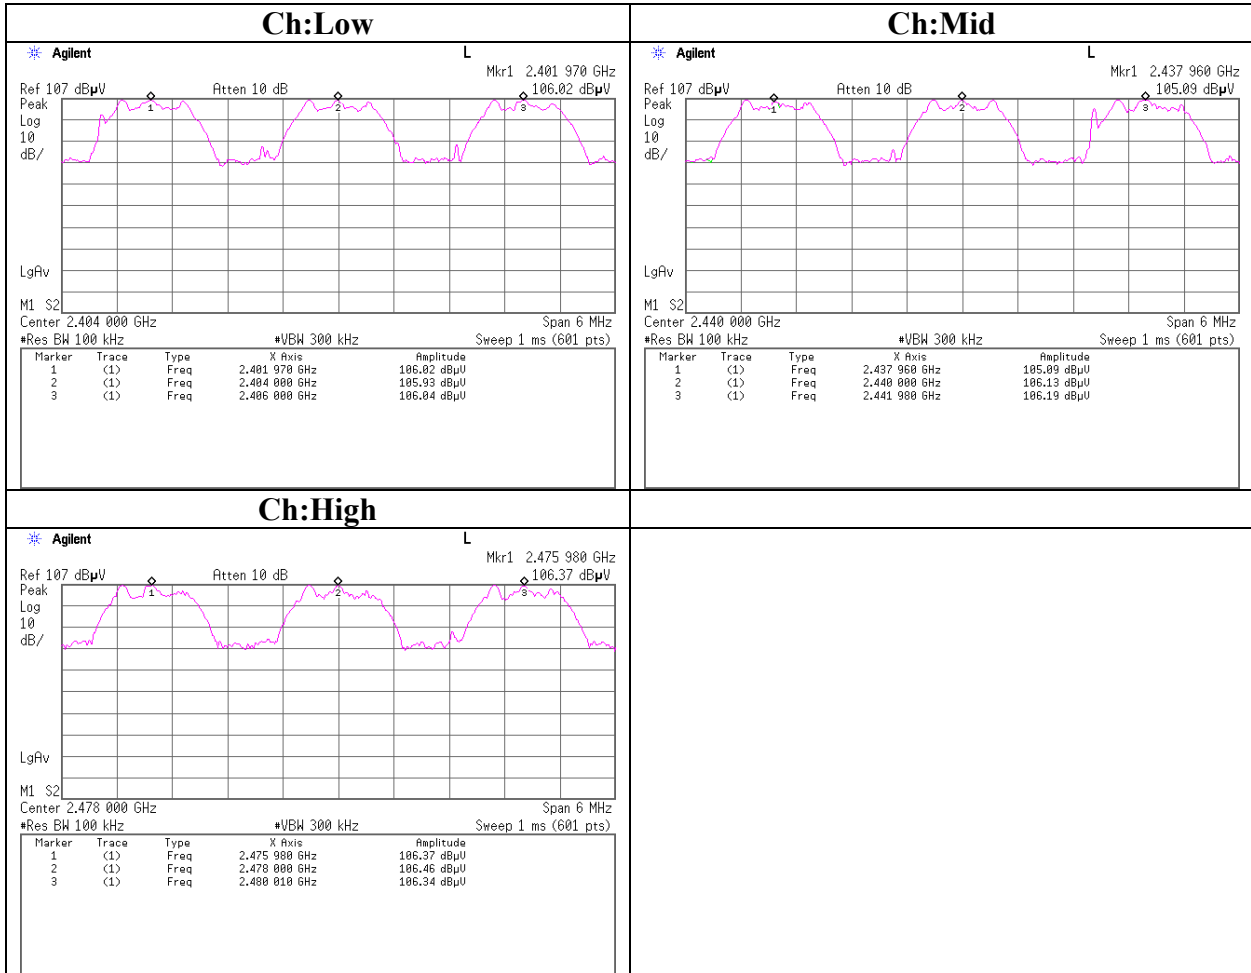 Ch:Low
Agilent
L
Mkr1 2.401 970 GHz
Ref 107 dBµV
Atten 10 dB
106.02 dBµV
Peak
Log
10
dB/
1
2
3
LgAv
M1 S2
Center 2.404 000 GHz
Span 6 MHz
#Res BW 100 kHz
#VBW 300 kHz
Sweep 1 ms (601 pts)
Marker Trace Type X Axis Amplitude
1 (1) Freq 2.401 970 GHz 106.02 dBµV
2 (1) Freq 2.404 000 GHz 105.93 dBµV
3 (1) Freq 2.406 000 GHz 106.04 dBµV
Ch:Mid
Agilent
L
Mkr1 2.437 960 GHz
Ref 107 dBµV
Atten 10 dB
105.09 dBµV
Peak
Log
10
dB/
1
2
3
LgAv
M1 S2
Center 2.440 000 GHz
Span 6 MHz
#Res BW 100 kHz
#VBW 300 kHz
Sweep 1 ms (601 pts)
Marker Trace Type X Axis Amplitude
1 (1) Freq 2.437 960 GHz 105.09 dBµV
2 (1) Freq 2.440 000 GHz 106.13 dBµV
3 (1) Freq 2.441 980 GHz 106.19 dBµV
Ch:High
Agilent
L
Mkr1 2.475 980 GHz
Ref 107 dBµV
Atten 10 dB
106.37 dBµV
Peak
Log
10
dB/
1
2
3
LgAv
M1 S2
Center 2.478 000 GHz
Span 6 MHz
#Res BW 100 kHz
#VBW 300 kHz
Sweep 1 ms (601 pts)
Marker Trace Type X Axis Amplitude
1 (1) Freq 2.475 980 GHz 106.37 dBµV
2 (1) Freq 2.478 000 GHz 106.46 dBµV
3 (1) Freq 2.480 010 GHz 106.34 dBµV